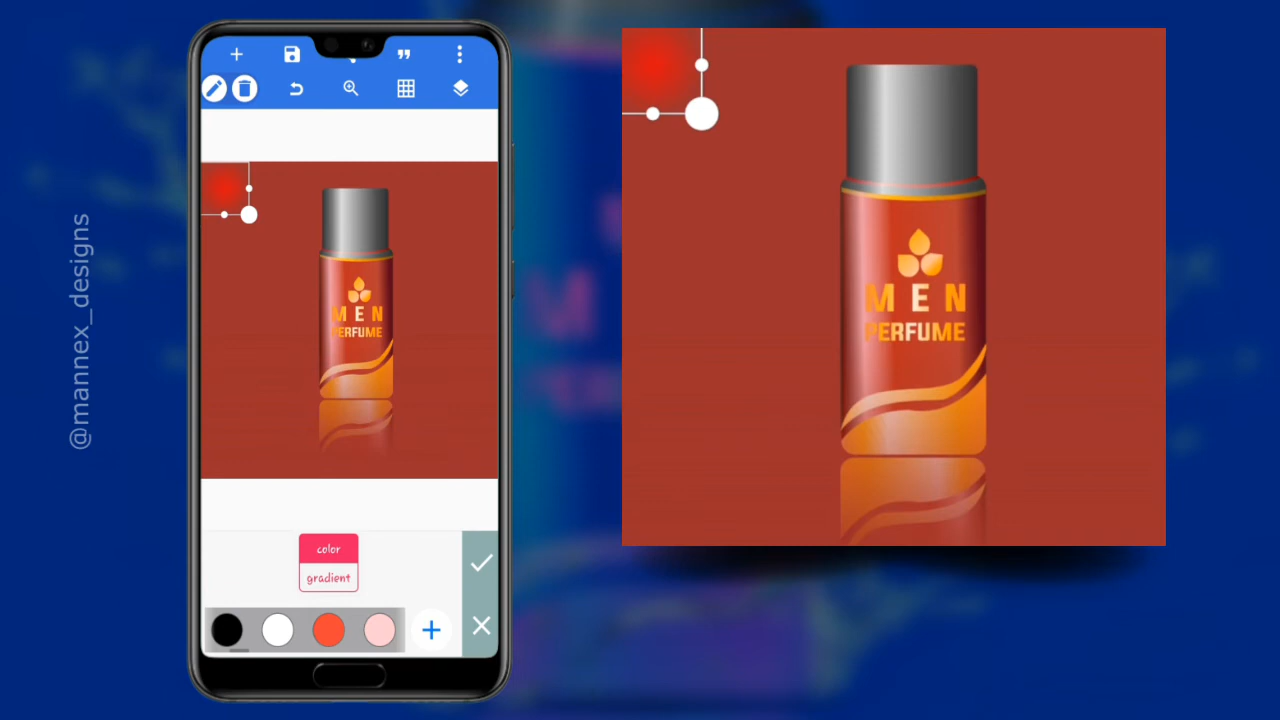 @mannex_designs
MEN
PERFUME
color
gradient
MEN
PERFUME